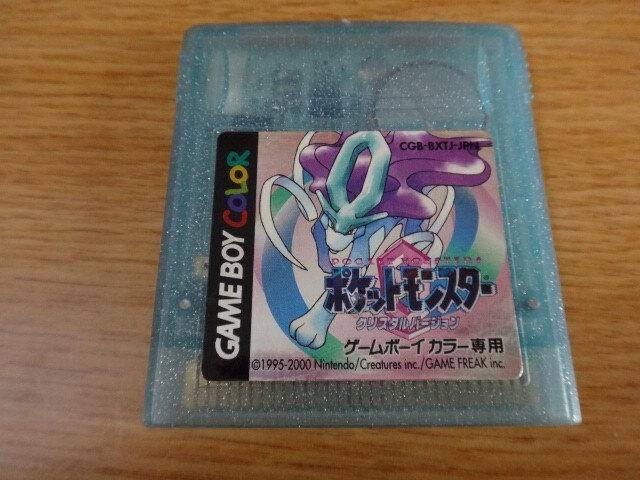 CGB-BXTJ-JPN
GAME BOY COLOR
POCKET MONSTERS
ポケットモンスター
クリスタルバージョン
ゲームボーイ カラー専用
©1995-2000 Nintendo/Creatures inc./GAME FREAK inc.